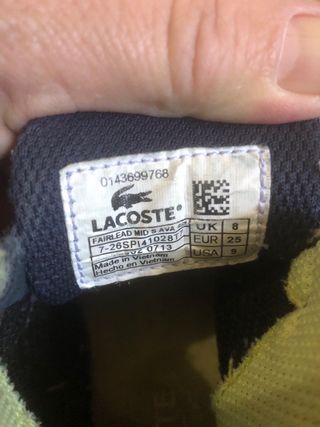 0143699768
LACOSTE
FAIRLEAD MID S AVA
7-26SPI410281
0713
Made in Vietnam
Hecho en Vietnam
UK 8
EUR 25
USA 9